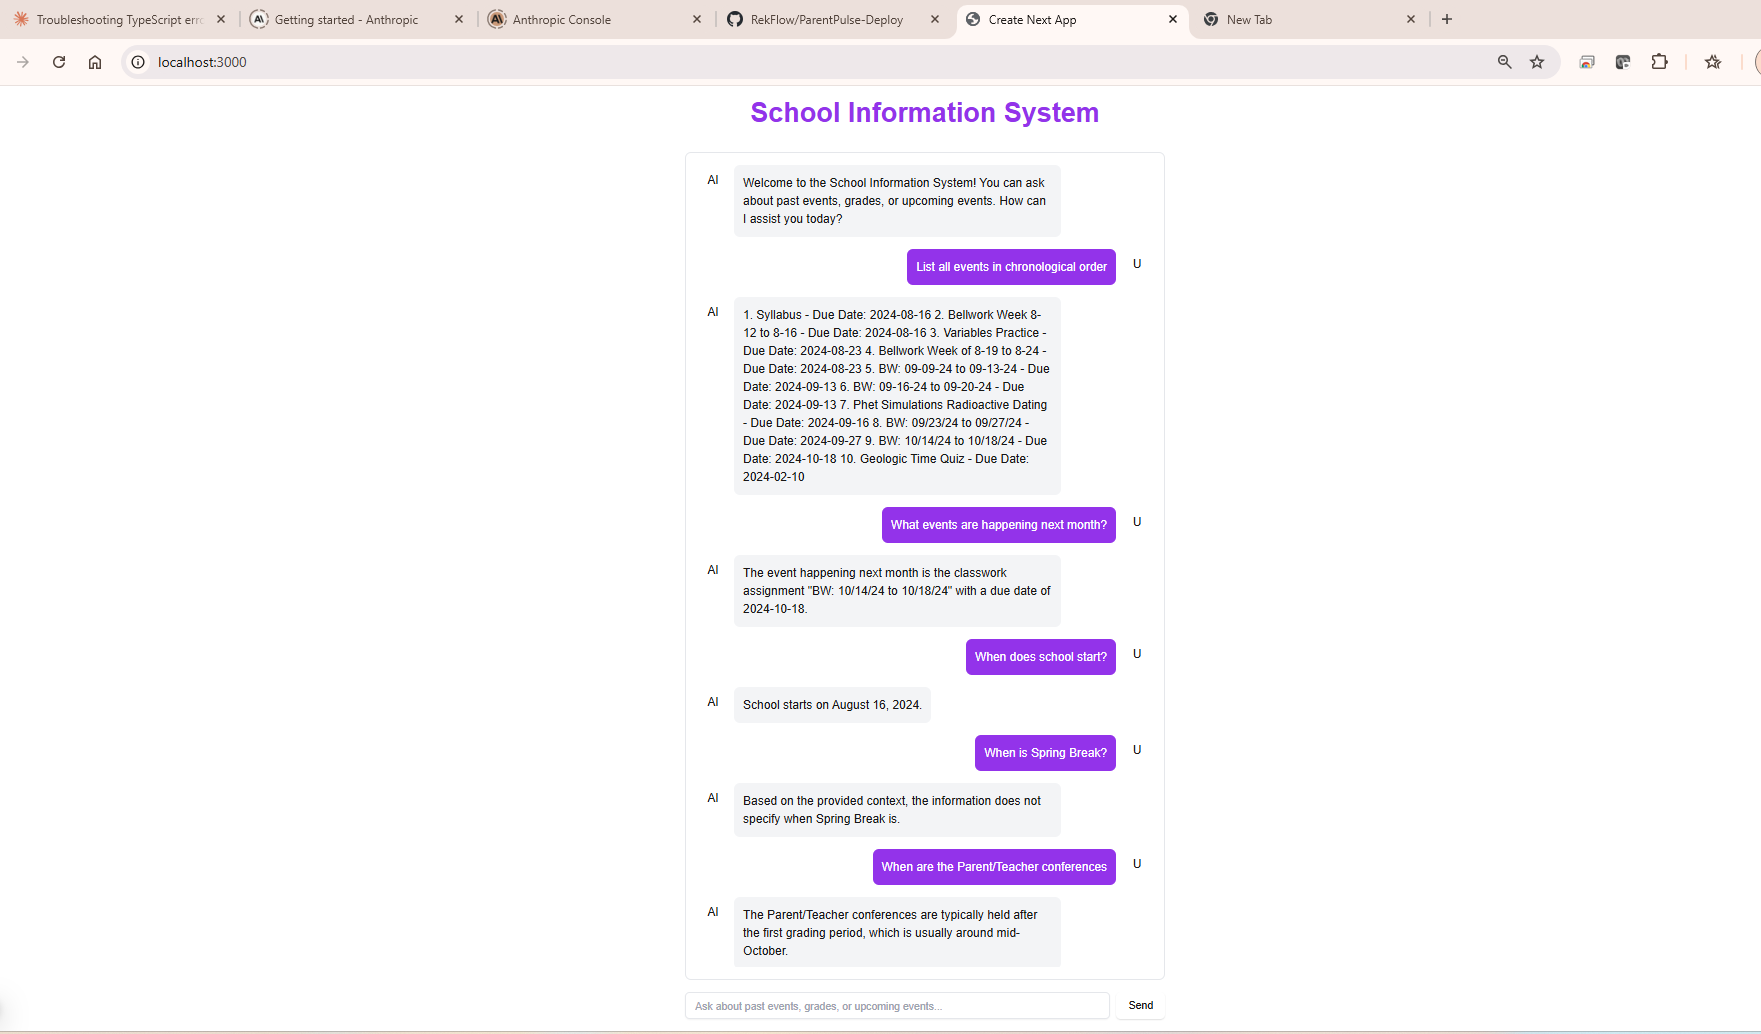 Troubleshooting TypeScript erro
Getting started - Anthropic
Anthropic Console
RekFlow/ParentPulse-Deploy
Create Next App
New Tab
localhost:3000
School Information System
AI
Welcome to the School Information System! You can ask
about past events, grades, or upcoming events. How can
I assist you today?
List all events in chronological order
U
AI
1. Syllabus - Due Date: 2024-08-16 2. Bellwork Week 8-
12 to 8-16 - Due Date: 2024-08-16 3. Variables Practice -
Due Date: 2024-08-23 4. Bellwork Week of 8-19 to 8-24 -
Due Date: 2024-08-23 5. BW: 09-09-24 to 09-13-24 - Due
Date: 2024-09-13 6. BW: 09-16-24 to 09-20-24 - Due
Date: 2024-09-13 7. Phet Simulations Radioactive Dating
- Due Date: 2024-09-16 8. BW: 09/23/24 to 09/27/24 -
Due Date: 2024-09-27 9. BW: 10/14/24 to 10/18/24 - Due
Date: 2024-10-18 10. Geologic Time Quiz - Due Date:
2024-02-10
What events are happening next month?
U
AI
The event happening next month is the classwork
assignment "BW: 10/14/24 to 10/18/24" with a due date of
2024-10-18.
When does school start?
U
AI
School starts on August 16, 2024.
When is Spring Break?
U
AI
Based on the provided context, the information does not
specify when Spring Break is.
When are the Parent/Teacher conferences
U
AI
The Parent/Teacher conferences are typically held after
the first grading period, which is usually around mid-
October.
Ask about past events, grades, or upcoming events...
Send